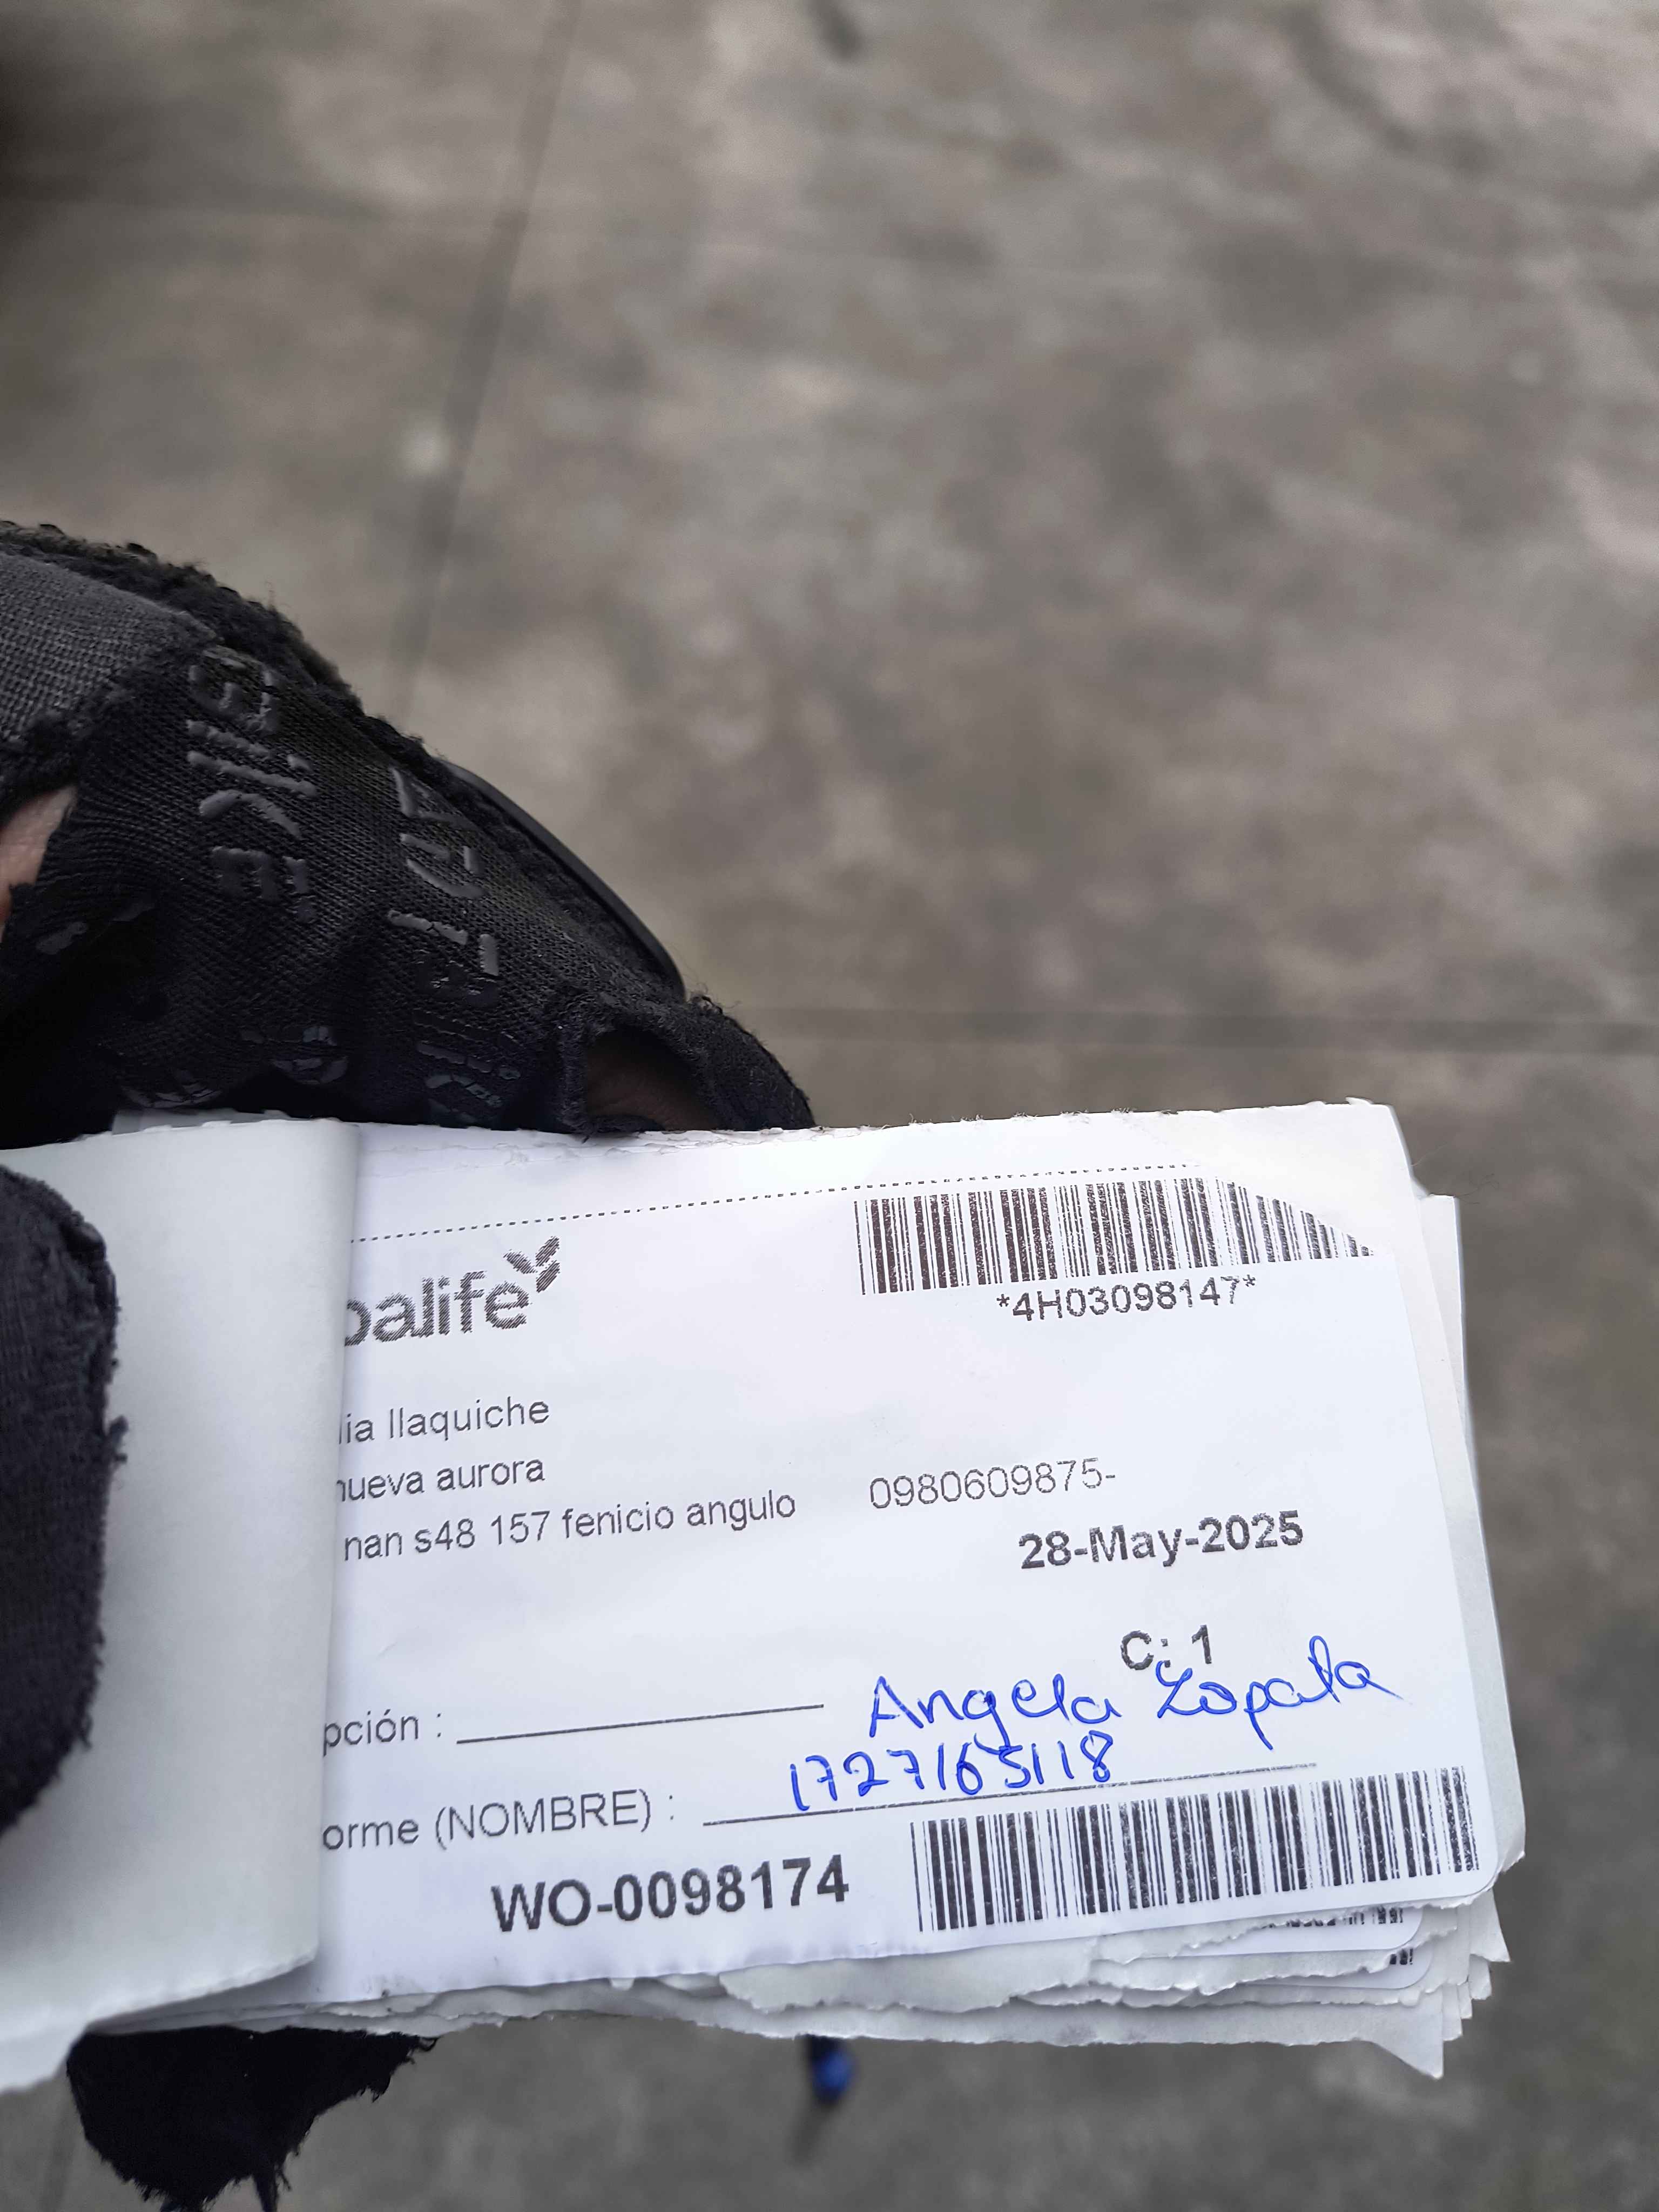 balife
*4H03098147*
lia llaquiche
nueva aurora
0980609875-
nan s48 157 fenicio angulo
28-May-2025
C: 1
pción :
Angela Zapata
1727165118
orme (NOMBRE) :
WO-0098174